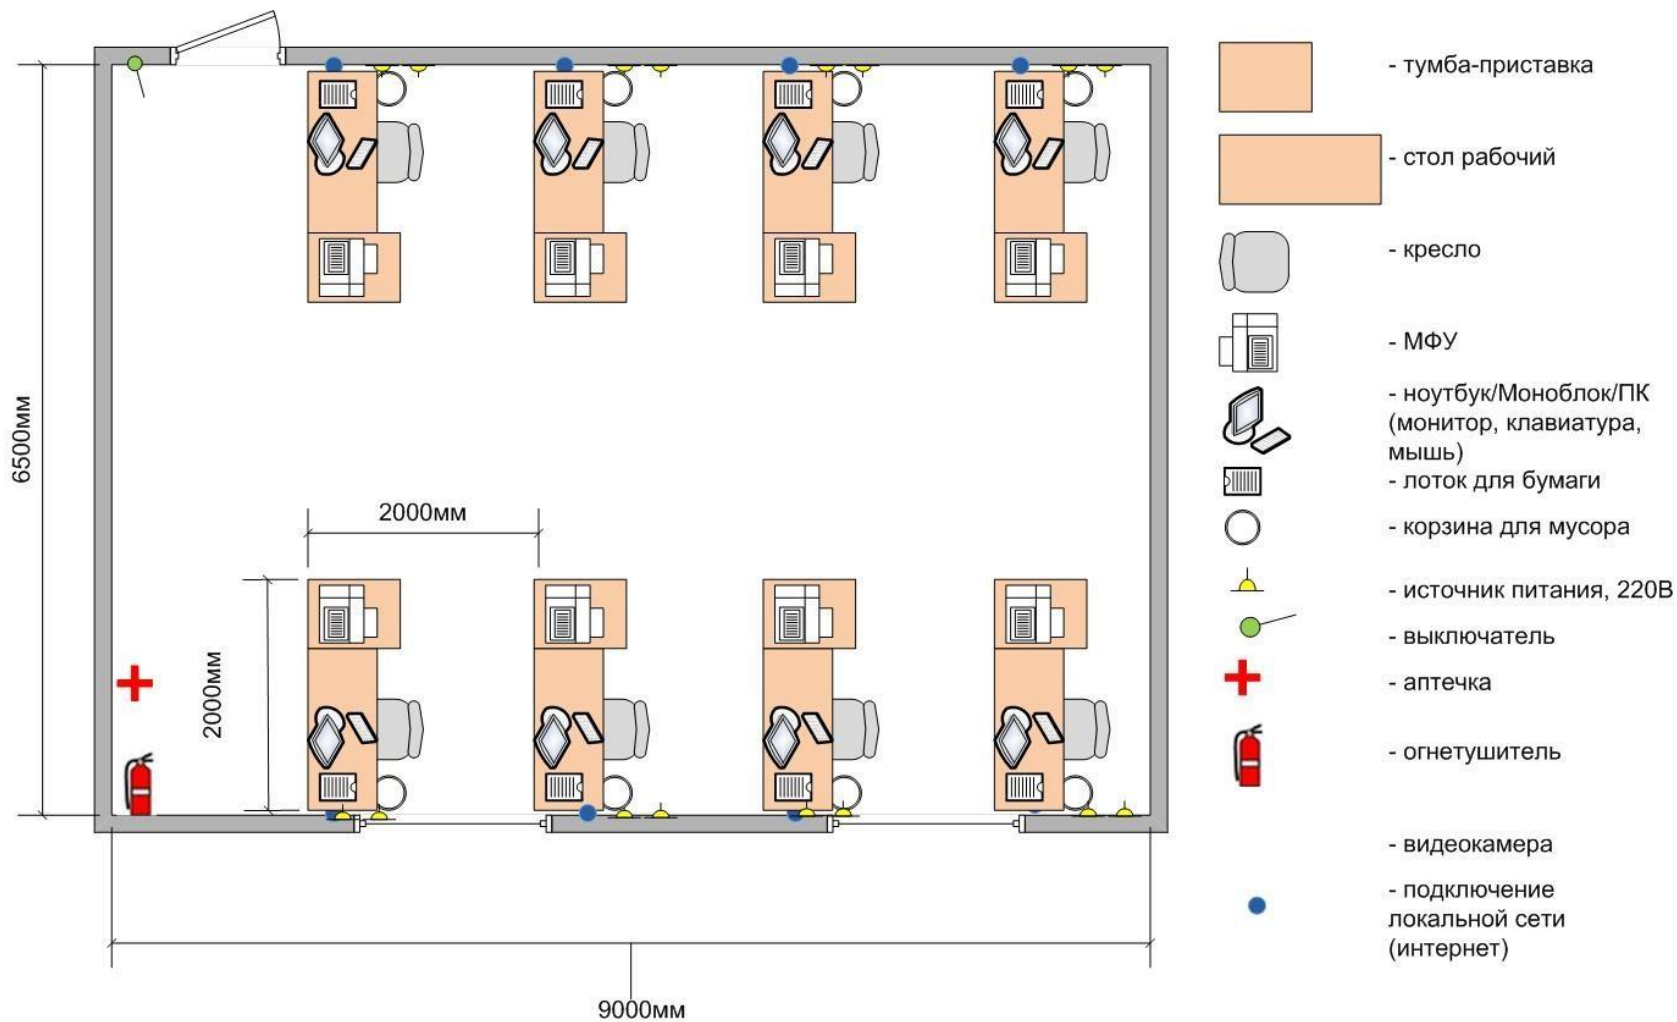 6500мм
2000мм
2000мм
9000мм
- тумба-приставка
- стол рабочий
- кресло
- МФУ
- ноутбук/Моноблок/ПК
(монитор, клавиатура,
мышь)
- лоток для бумаги
- корзина для мусора
- источник питания, 220В
- выключатель
- аптечка
- огнетушитель
- видеокамера
- подключение
локальной сети
(интернет)